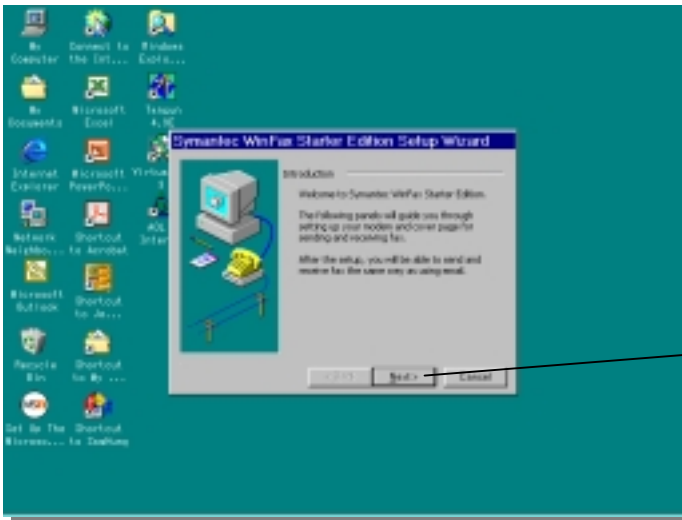 My Computer
Connect to the Int...
Windows Explo...
My Documents
Microsoft Excel
Internet Explorer
Microsoft PowerPo...
Network Neighbo...
Shortcut to Acrobat
AOL
Microsoft Outlook
Shortcut to Ja...
Recycle Bin
Shortcut to My ...
Set Up The Microso...
Shortcut to
Symantec WinFax Starter Edition Setup Wizard
Introduction
Welcome to Symantec WinFax Starter Edition.
The following panels will guide you through
setting up your modem and cover page for
sending and receiving fax.
After the setup, you will be able to send and
receive fax the same way as using email.
< Back
Next >
Cancel